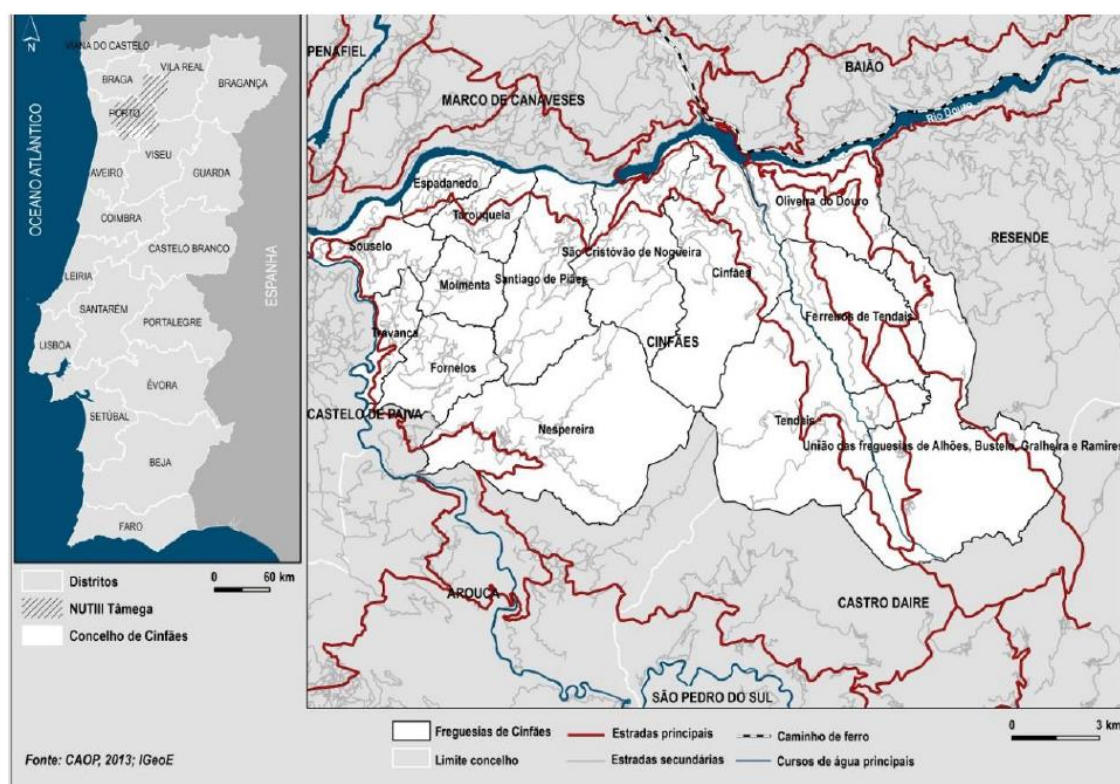 N
VIANA DO CASTELO
BRAGA
VILA REAL
BRAGANÇA
PORTO
OCEANO ATLÂNTICO
AVEIRO
VISEU
GUARDA
COIMBRA
CASTELO BRANCO
ESPANHA
LEIRIA
SANTARÉM
PORTALEGRE
LISBOA
ÉVORA
SETÚBAL
BEJA
FARO
Distritos
0 60 km
NUTIII Tâmega
Concelho de Cinfães
Fonte: CAOP, 2013; IGeoE
PENAFIEL
BAIÃO
MARCO DE CANAVESES
Rio Douro
Espadanedo
Oliveira do Douro
Tarouquela
RESENDE
Souselo
São Cristóvão de Nogueira
Moimenta
Santiago de Piães
Cinfães
Travanca
Ferreiros de Tendais
CINFÃES
Fornelos
CASTELO DE PAIVA
Nespereira
Tendais
União das freguesias de Alhões, Bustelo, Gralheira e Ramires
AROUCA
CASTRO DAIRE
SÃO PEDRO DO SUL
Freguesias de Cinfães
Estradas principais
Caminho de ferro
0 3 km
Limite concelho
Estradas secundárias
Cursos de água principais